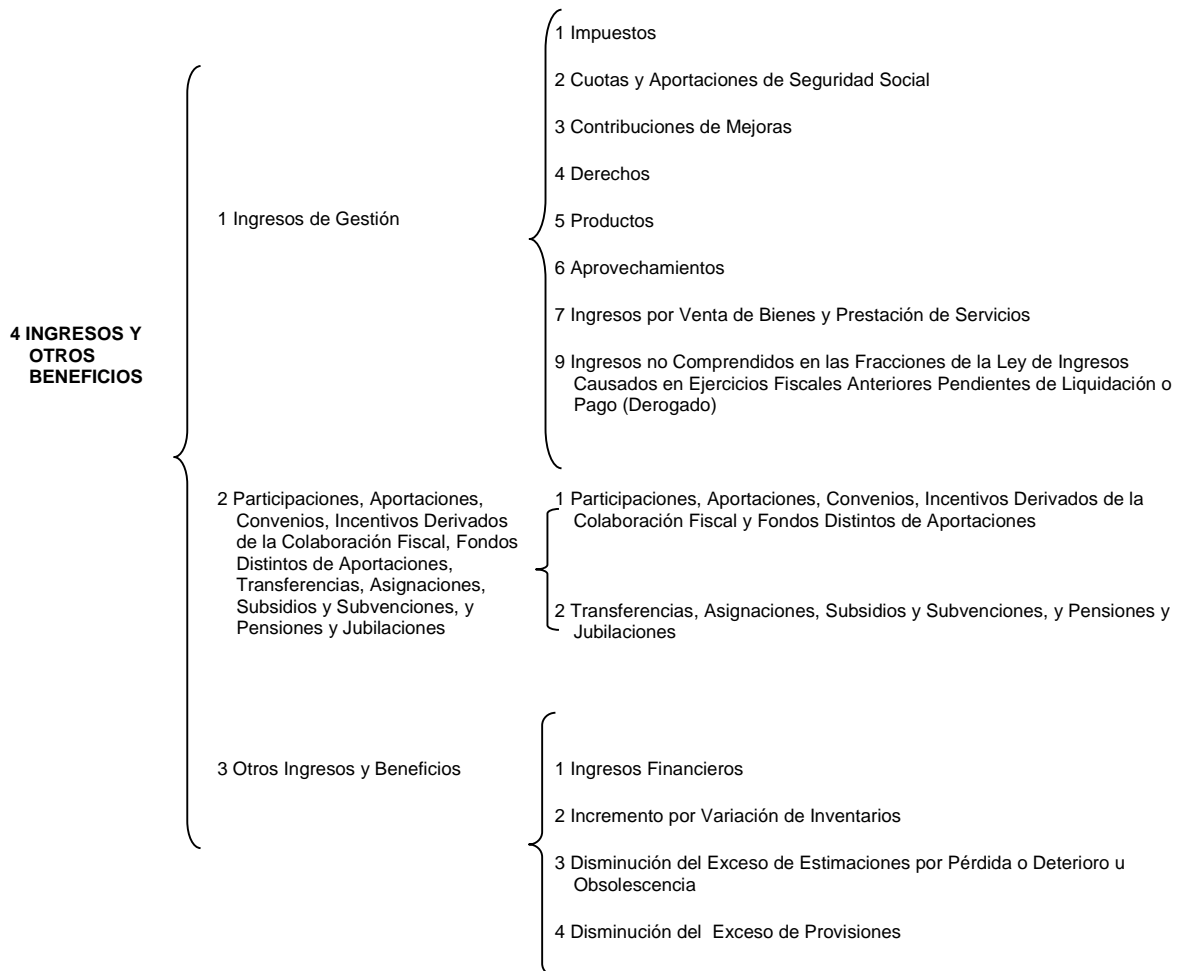 4 INGRESOS Y
OTROS
BENEFICIOS
1 Ingresos de Gestión
1 Impuestos
2 Cuotas y Aportaciones de Seguridad Social
3 Contribuciones de Mejoras
4 Derechos
5 Productos
6 Aprovechamientos
7 Ingresos por Venta de Bienes y Prestación de Servicios
9 Ingresos no Comprendidos en las Fracciones de la Ley de Ingresos
Causados en Ejercicios Fiscales Anteriores Pendientes de Liquidación o
Pago (Derogado)
2 Participaciones, Aportaciones,
Convenios, Incentivos Derivados
de la Colaboración Fiscal, Fondos
Distintos de Aportaciones,
Transferencias, Asignaciones,
Subsidios y Subvenciones, y
Pensiones y Jubilaciones
1 Participaciones, Aportaciones, Convenios, Incentivos Derivados de la
Colaboración Fiscal y Fondos Distintos de Aportaciones
2 Transferencias, Asignaciones, Subsidios y Subvenciones, y Pensiones y
Jubilaciones
3 Otros Ingresos y Beneficios
1 Ingresos Financieros
2 Incremento por Variación de Inventarios
3 Disminución del Exceso de Estimaciones por Pérdida o Deterioro u
Obsolescencia
4 Disminución del Exceso de Provisiones